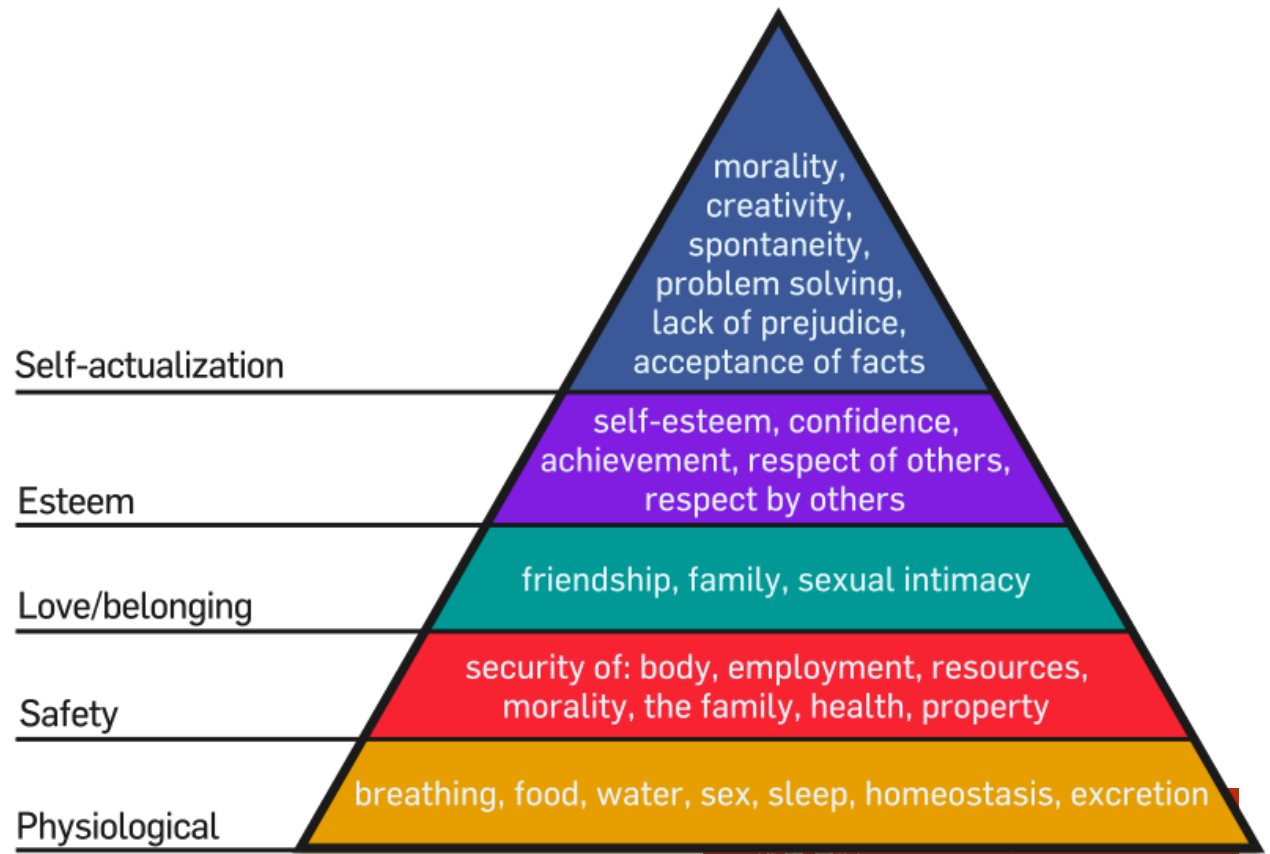 morality,
creativity,
spontaneity,
problem solving,
lack of prejudice,
acceptance of facts
Self-actualization
self-esteem, confidence,
achievement, respect of others,
respect by others
Esteem
friendship, family, sexual intimacy
Love/belonging
security of: body, employment, resources,
morality, the family, health, property
Safety
breathing, food, water, sex, sleep, homeostasis, excretion
Physiological